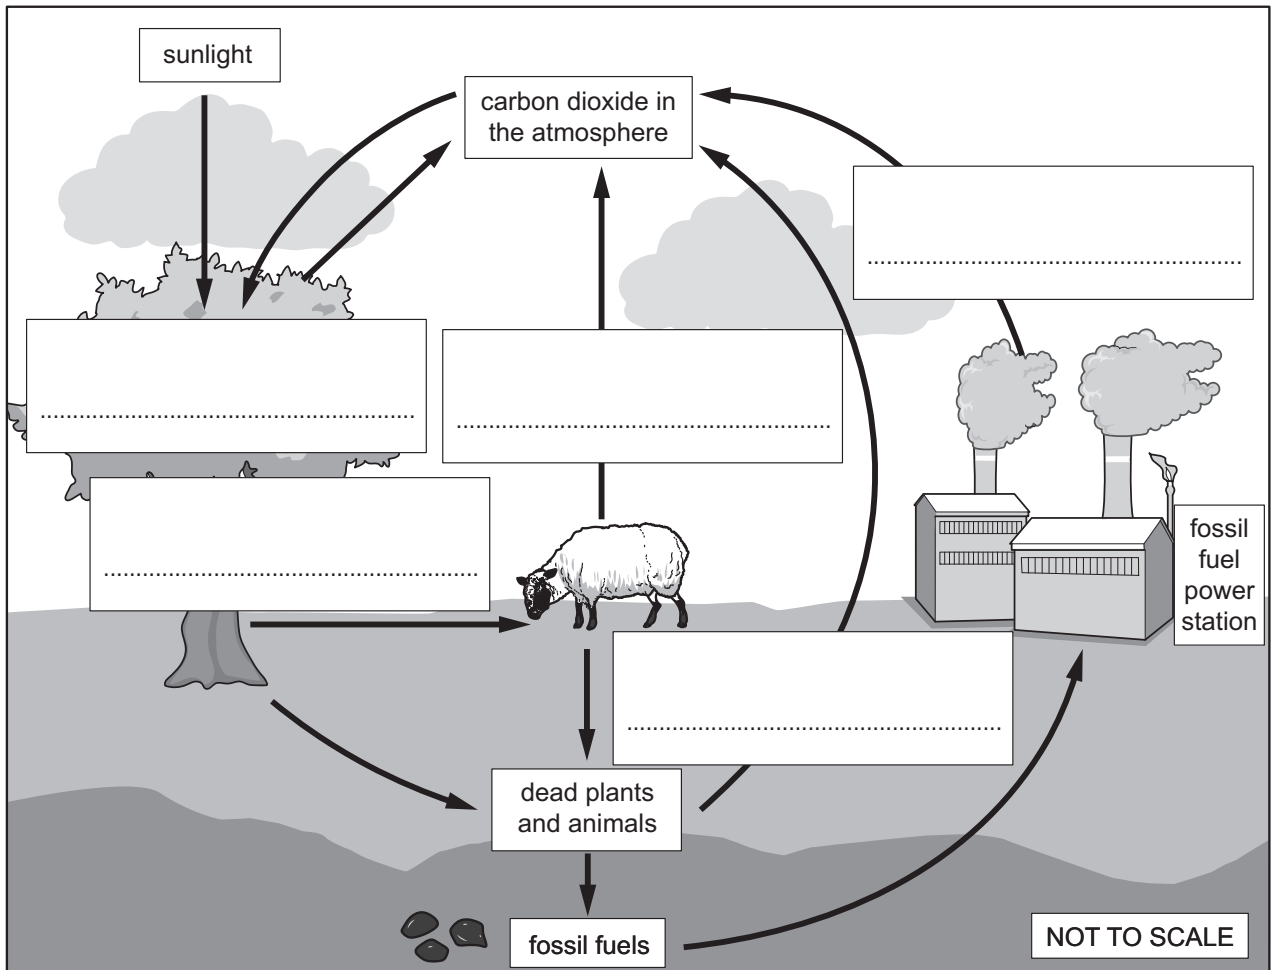 sunlight
carbon dioxide in
the atmosphere
fossil
fuel
power
station
dead plants
and animals
fossil fuels
NOT TO SCALE